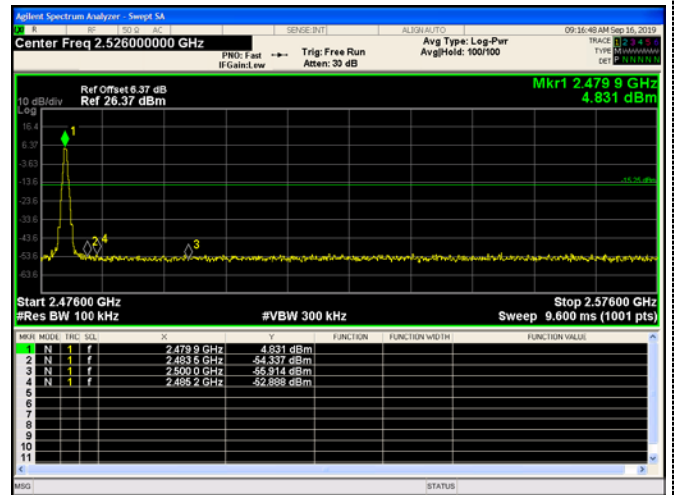 Agilent Spectrum Analyzer - Swept SA
R RF 50 Ω AC SENSE:INT ALIGNAUTO 09:16:48 AM Sep 16, 2019
Center Freq 2.526000000 GHz
PNO: Fast
IFGain:Low
Trig: Free Run
Atten: 30 dB
Avg Type: Log-Pwr
Avg|Hold: 100/100
TRACE 1 2 3 4 5 6
TYPE M
DET P N N N N N
Ref Offset 6.37 dB
10 dB/div Ref 26.37 dBm
Log
Mkr1 2.479 9 GHz
4.831 dBm
16.4
6.37
-3.63
-13.6
-23.6
-33.6
-43.6
-53.6
-63.6
1
2 4
3
-15.25 dBm
Start 2.47600 GHz Stop 2.57600 GHz
#Res BW 100 kHz #VBW 300 kHz Sweep 9.600 ms (1001 pts)
MKR MODE TRC SCL X Y FUNCTION FUNCTION WIDTH FUNCTION VALUE
1 N 1 f 2.479 9 GHz 4.831 dBm
2 N 1 f 2.483 5 GHz -54.337 dBm
3 N 1 f 2.500 0 GHz -55.914 dBm
4 N 1 f 2.485 2 GHz -52.888 dBm
5
6
7
8
9
10
11
MSG STATUS